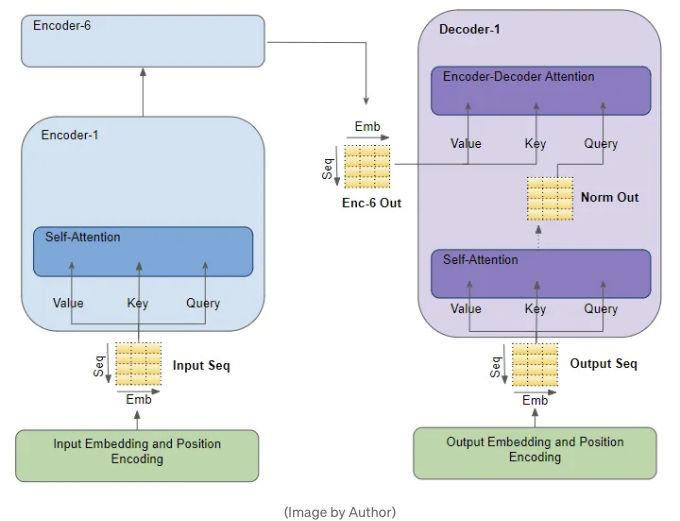 Encoder-6
Encoder-1
Self-Attention
Value Key Query
Seq
Input Seq
Emb
Input Embedding and Position
Encoding
Emb
Seq
Enc-6 Out
Decoder-1
Encoder-Decoder Attention
Value Key Query
Norm Out
Self-Attention
Value Key Query
Seq
Output Seq
Emb
Output Embedding and Position
Encoding
(Image by Author)